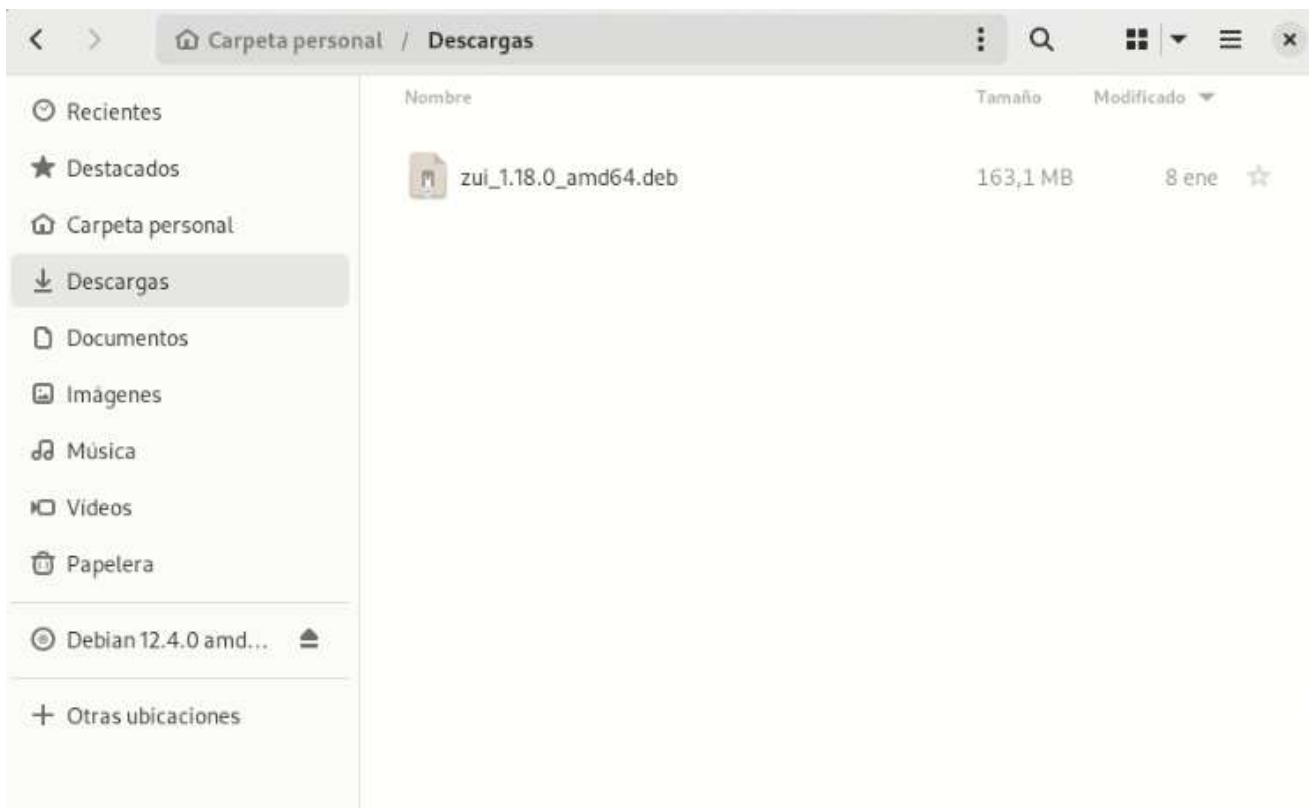 Carpeta personal / Descargas
Recientes
Destacados
Carpeta personal
Descargas
Documentos
Imágenes
Música
Vídeos
Papelera
Debian 12.4.0 amd...
Otras ubicaciones
Nombre Tamaño Modificado
zui_1.18.0_amd64.deb 163,1 MB 8 ene